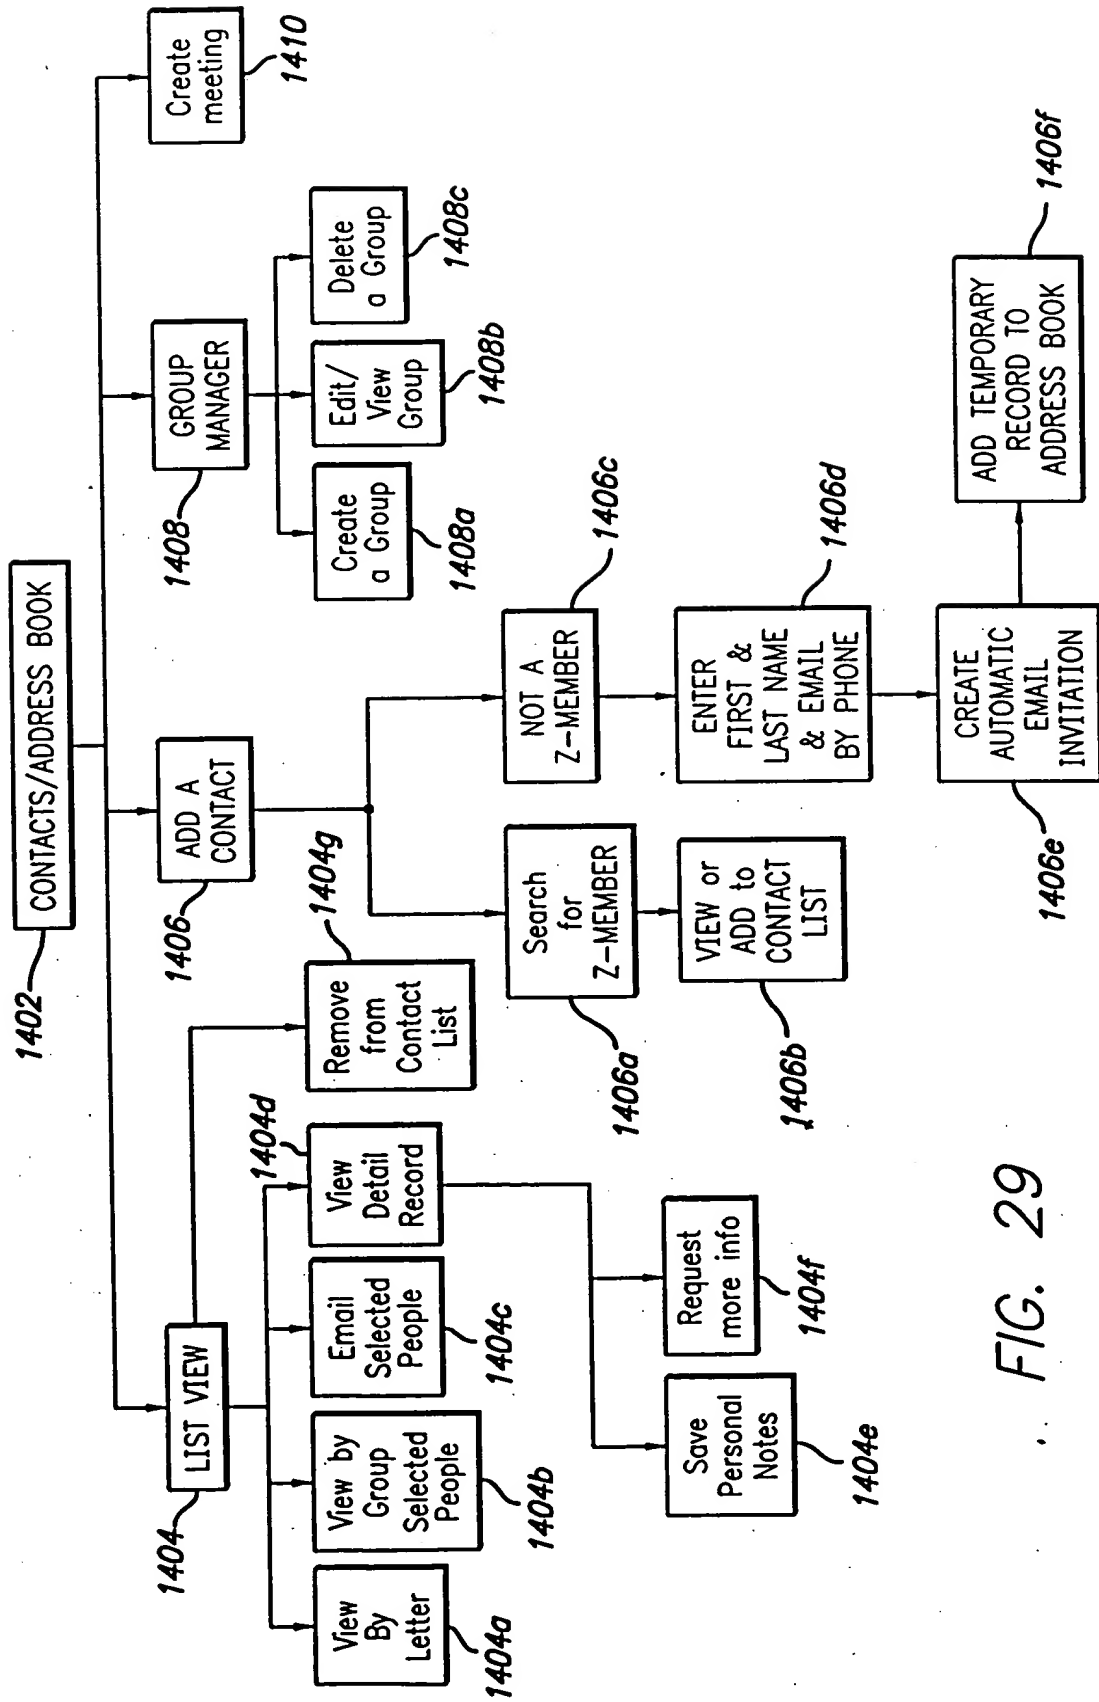 CONTACTS/ADDRESS BOOK
1402
LIST VIEW
1404
ADD A
CONTACT
1406
GROUP
MANAGER
1408
Create
meeting
1410
View
By
Letter
1404a
View by
Group
Selected
People
1404b
Email
Selected
People
1404c
View
Detail
Record
1404d
Remove
from
Contact
List
1404g
Create
a Group
1408a
Edit/
View
Group
1408b
Delete
a Group
1408c
Search
for
Z-MEMBER
1406a
NOT A
Z-MEMBER
1406c
Save
Personal
Notes
1404e
Request
more info
1404f
VIEW or
ADD to
CONTACT
LIST
1406b
ENTER
FIRST &
LAST NAME
& EMAIL
BY PHONE
1406d
CREATE
AUTOMATIC
EMAIL
INVITATION
1406e
ADD TEMPORARY
RECORD TO
ADDRESS BOOK
1406f
FIG. 29